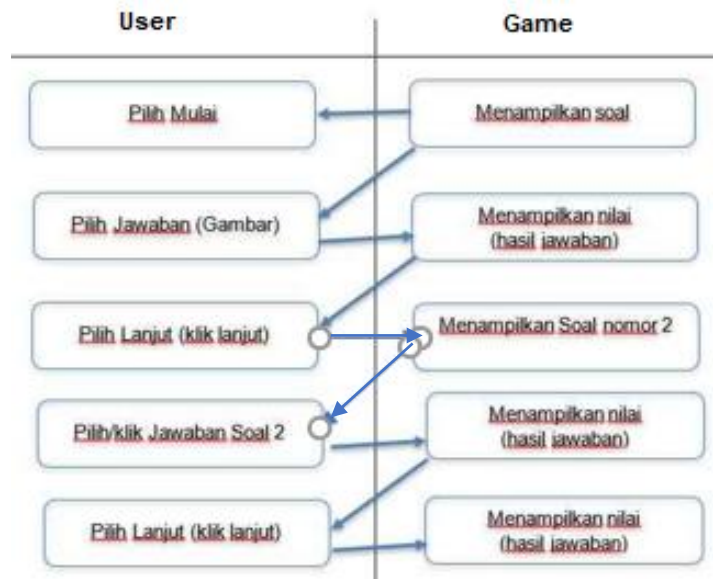 User
Game
Pilih Mulai
Menampilkan soal
Pilih Jawaban (Gambar)
Menampilkan nilai
(hasil jawaban)
Pilih Lanjut (klik lanjut)
Menampilkan Soal nomor 2
Pilih/klik Jawaban Soal 2
Menampilkan nilai
(hasil jawaban)
Pilih Lanjut (klik lanjut)
Menampilkan nilai
(hasil jawaban)